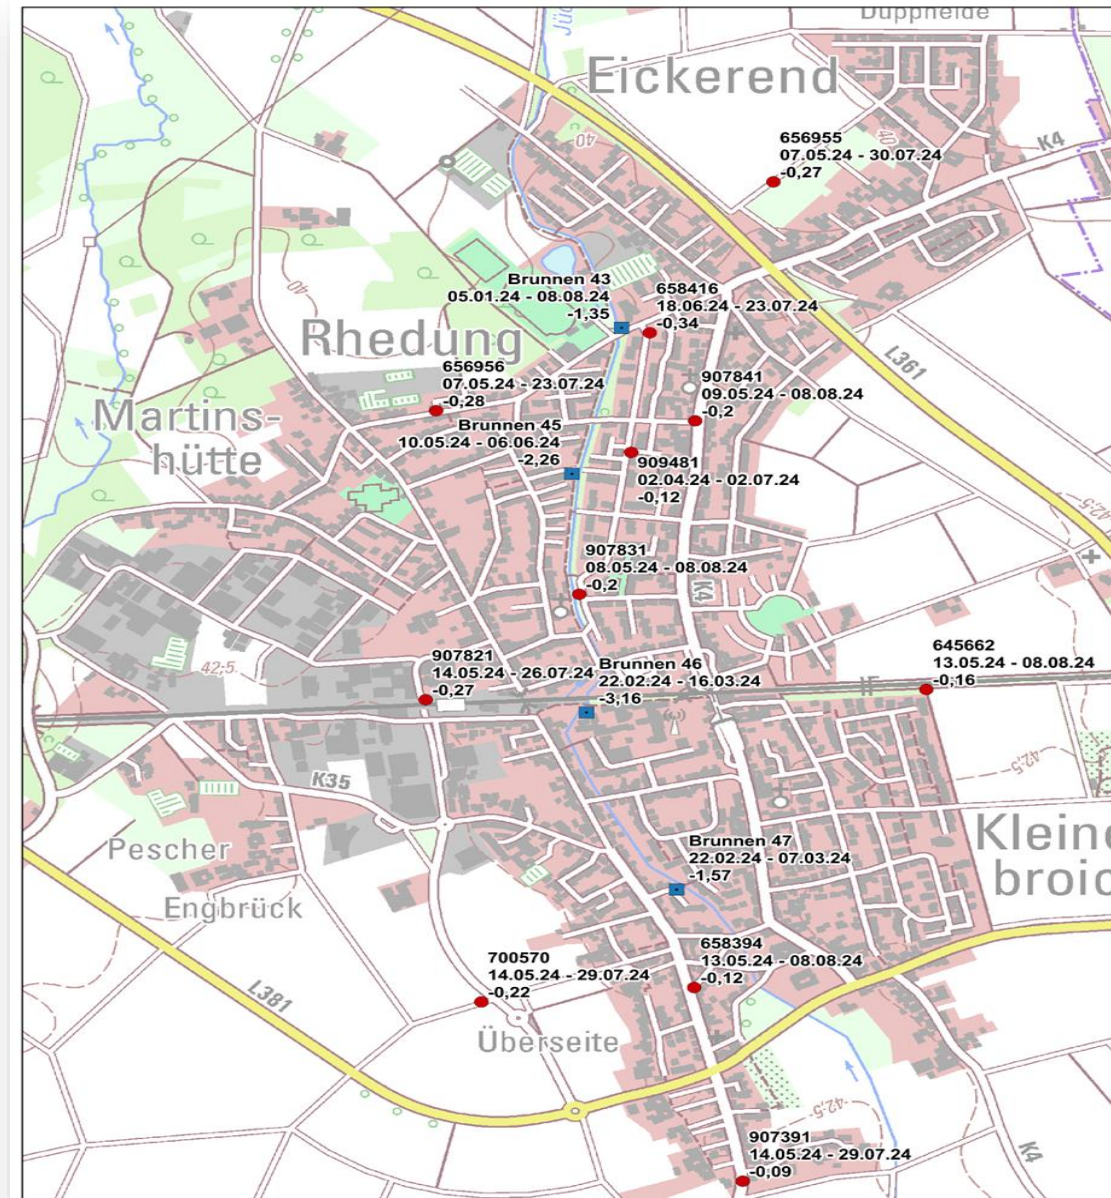 Düppheide
Eickerend
40
656955
07.05.24 - 30.07.24
-0,27
40
K4
Brunnen 43
05.01.24 - 08.08.24
-1,35
658416
18.06.24 - 23.07.24
-0,34
40
Rhedung
L361
656956
07.05.24 - 23.07.24
-0,28
907841
09.05.24 - 08.08.24
-0,2
Martins-
hütte
Brunnen 45
10.05.24 - 06.06.24
-2,26
909481
02.04.24 - 02.07.24
-0,12
42,5
907831
08.05.24 - 08.08.24
-0,2
K4
42,5
907821
14.05.24 - 26.07.24
-0,27
Brunnen 46
22.02.24 - 16.03.24
-3,16
645662
13.05.24 - 08.08.24
-0,16
42,5
K35
Pescher
Engbrück
Brunnen 47
22.02.24 - 07.03.24
-1,57
Klein
broic
L381
700570
14.05.24 - 29.07.24
-0,22
658394
13.05.24 - 08.08.24
-0,12
Überseite
42,5
907391
14.05.24 - 29.07.24
-0,09
K4